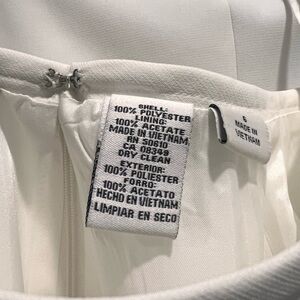 SHELL:
100% POLYESTER
LINING:
100% ACETATE
MADE IN VIETNAM
RN 50610
CA 08349
DRY CLEAN
EXTERIOR:
100% POLIESTER
FORRO:
100% ACETATO
HECHO EN VIETNAM
LIMPIAR EN SECO
6
MADE IN
VIETNAM